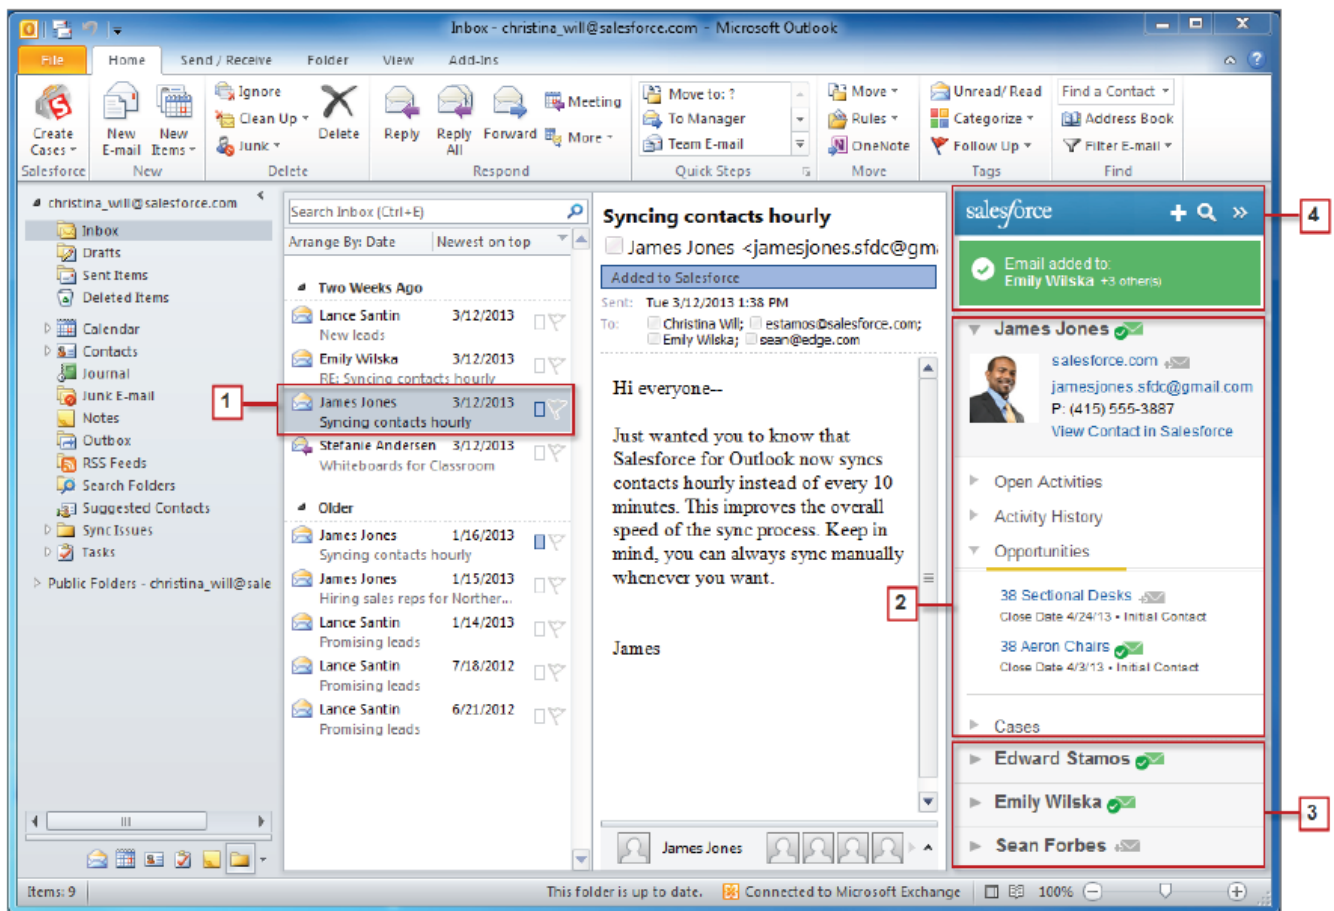 Inbox - christina_will@salesforce.com - Microsoft Outlook
File Home Send / Receive Folder View Add-Ins
Create Cases
Salesforce
New E-mail
New Items
New
Ignore
Clean Up
Junk
Delete
Delete
Reply
Reply All
Forward
Meeting
More
Respond
Move to: ?
To Manager
Team E-mail
Quick Steps
Move
Rules
OneNote
Move
Unread/ Read
Categorize
Follow Up
Tags
Find a Contact
Address Book
Filter E-mail
Find
christina_will@salesforce.com
Inbox
Drafts
Sent Items
Deleted Items
Calendar
Contacts
Journal
Junk E-mail
Notes
Outbox
RSS Feeds
Search Folders
Suggested Contacts
Sync Issues
Tasks
Public Folders - christina_will@sale
1
Search Inbox (Ctrl+E)
Arrange By: Date Newest on top
Two Weeks Ago
Lance Santin 3/12/2013
New leads
Emily Wilska 3/12/2013
RE: Syncing contacts hourly
James Jones 3/12/2013
Syncing contacts hourly
Stefanie Andersen 3/12/2013
Whiteboards for Classroom
Older
James Jones 1/16/2013
Syncing contacts hourly
James Jones 1/15/2013
Hiring sales reps for Norther...
Lance Santin 1/14/2013
Promising leads
Lance Santin 7/18/2012
Promising leads
Lance Santin 6/21/2012
Promising leads
Syncing contacts hourly
James Jones <jamesjones.sfdc@gm
Added to Salesforce
Sent: Tue 3/12/2013 1:38 PM
To: Christina Will; estamos@salesforce.com;
Emily Wilska; sean@edge.com
Hi everyone--
Just wanted you to know that
Salesforce for Outlook now syncs
contacts hourly instead of every 10
minutes. This improves the overall
speed of the sync process. Keep in
mind, you can always sync manually
whenever you want.
James
James Jones
2
salesforce
4
Email added to:
Emily Wilska +3 other(s)
James Jones
salesforce.com
jamesjones.sfdc@gmail.com
P: (415) 555-3887
View Contact in Salesforce
Open Activities
Activity History
Opportunities
38 Sectional Desks
Close Date 4/24/13 • Initial Contact
38 Aeron Chairs
Close Date 4/3/13 • Initial Contact
Cases
Edward Stamos
Emily Wilska
Sean Forbes
3
Items: 9
This folder is up to date. Connected to Microsoft Exchange 100%